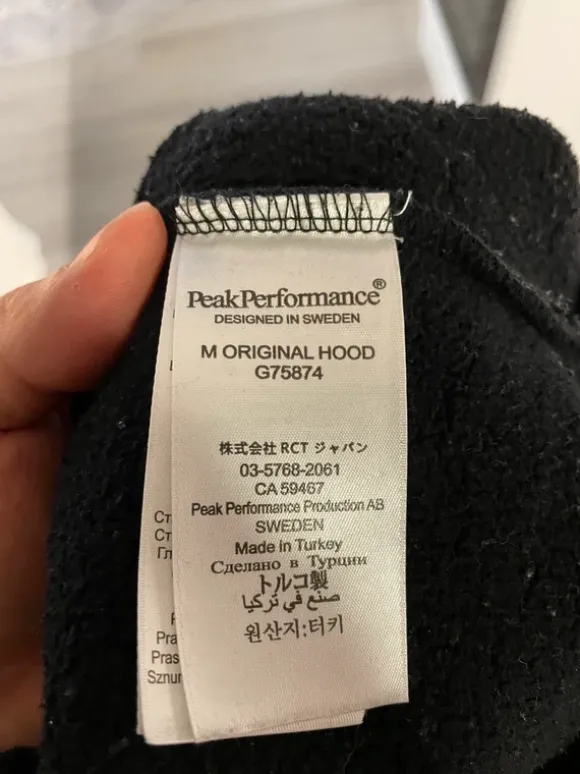 PeakPerformance®
DESIGNED IN SWEDEN
M ORIGINAL HOOD
G75874
株式会社 RCT ジャパン
03-5768-2061
CA 59467
Peak Performance Production AB
SWEDEN
Made in Turkey
Сделано в Турции
トルコ製
صنع في تركيا
원산지:터키